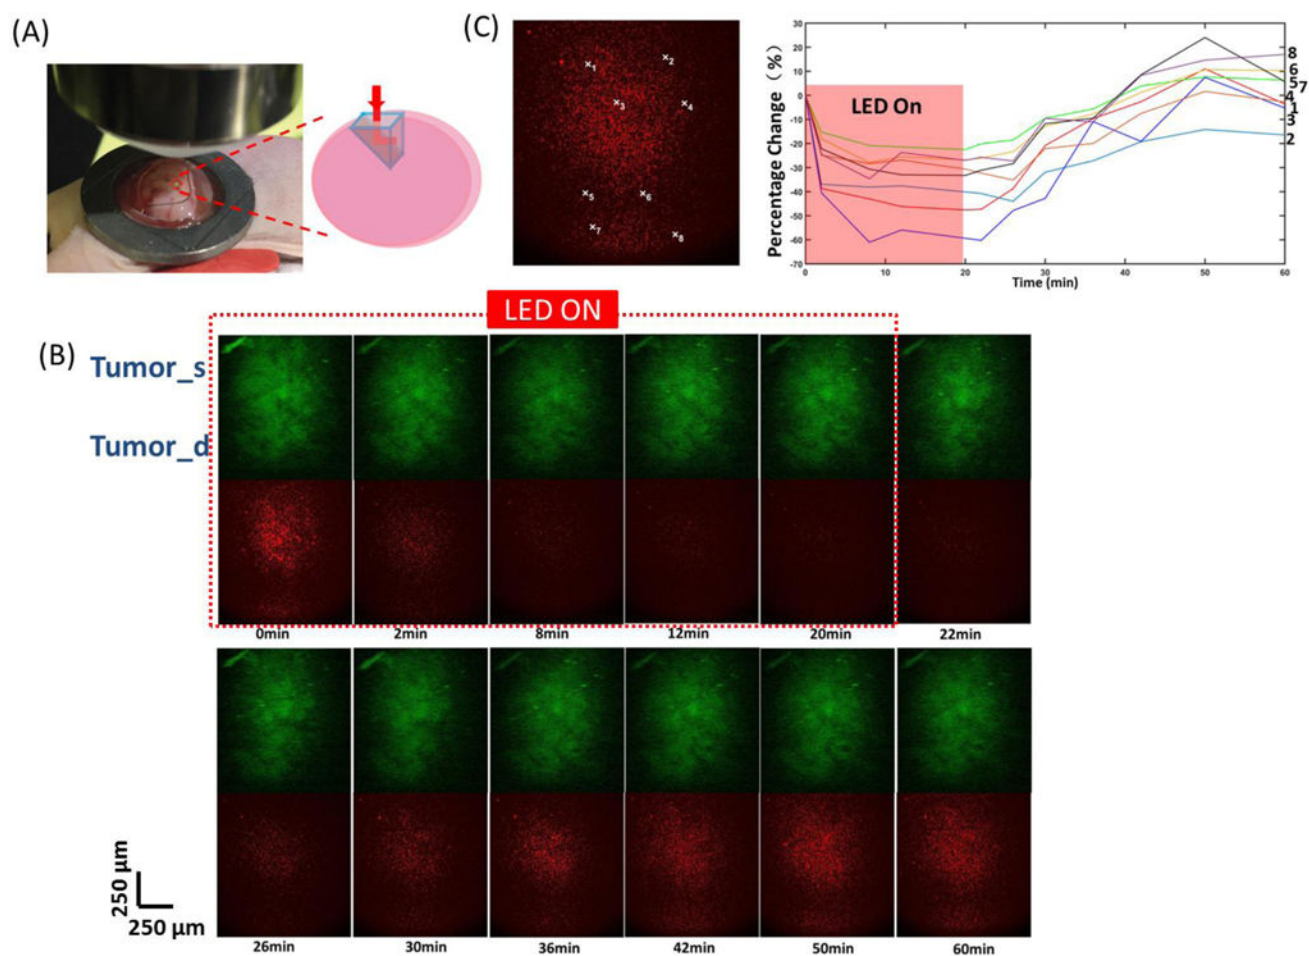 (A)
(C)
1
2
3
4
5
6
7
8
30
20
10
0
-10
-20
-30
-40
-50
-60
-70
Percentage Change (%)
LED On
0
10
20
30
40
50
60
Time (min)
8
6
5 7
4
1
3
2
LED ON
(B)
Tumor_s
Tumor_d
0min 2min 8min 12min 20min 22min
250 µm
250 µm
26min 30min 36min 42min 50min 60min